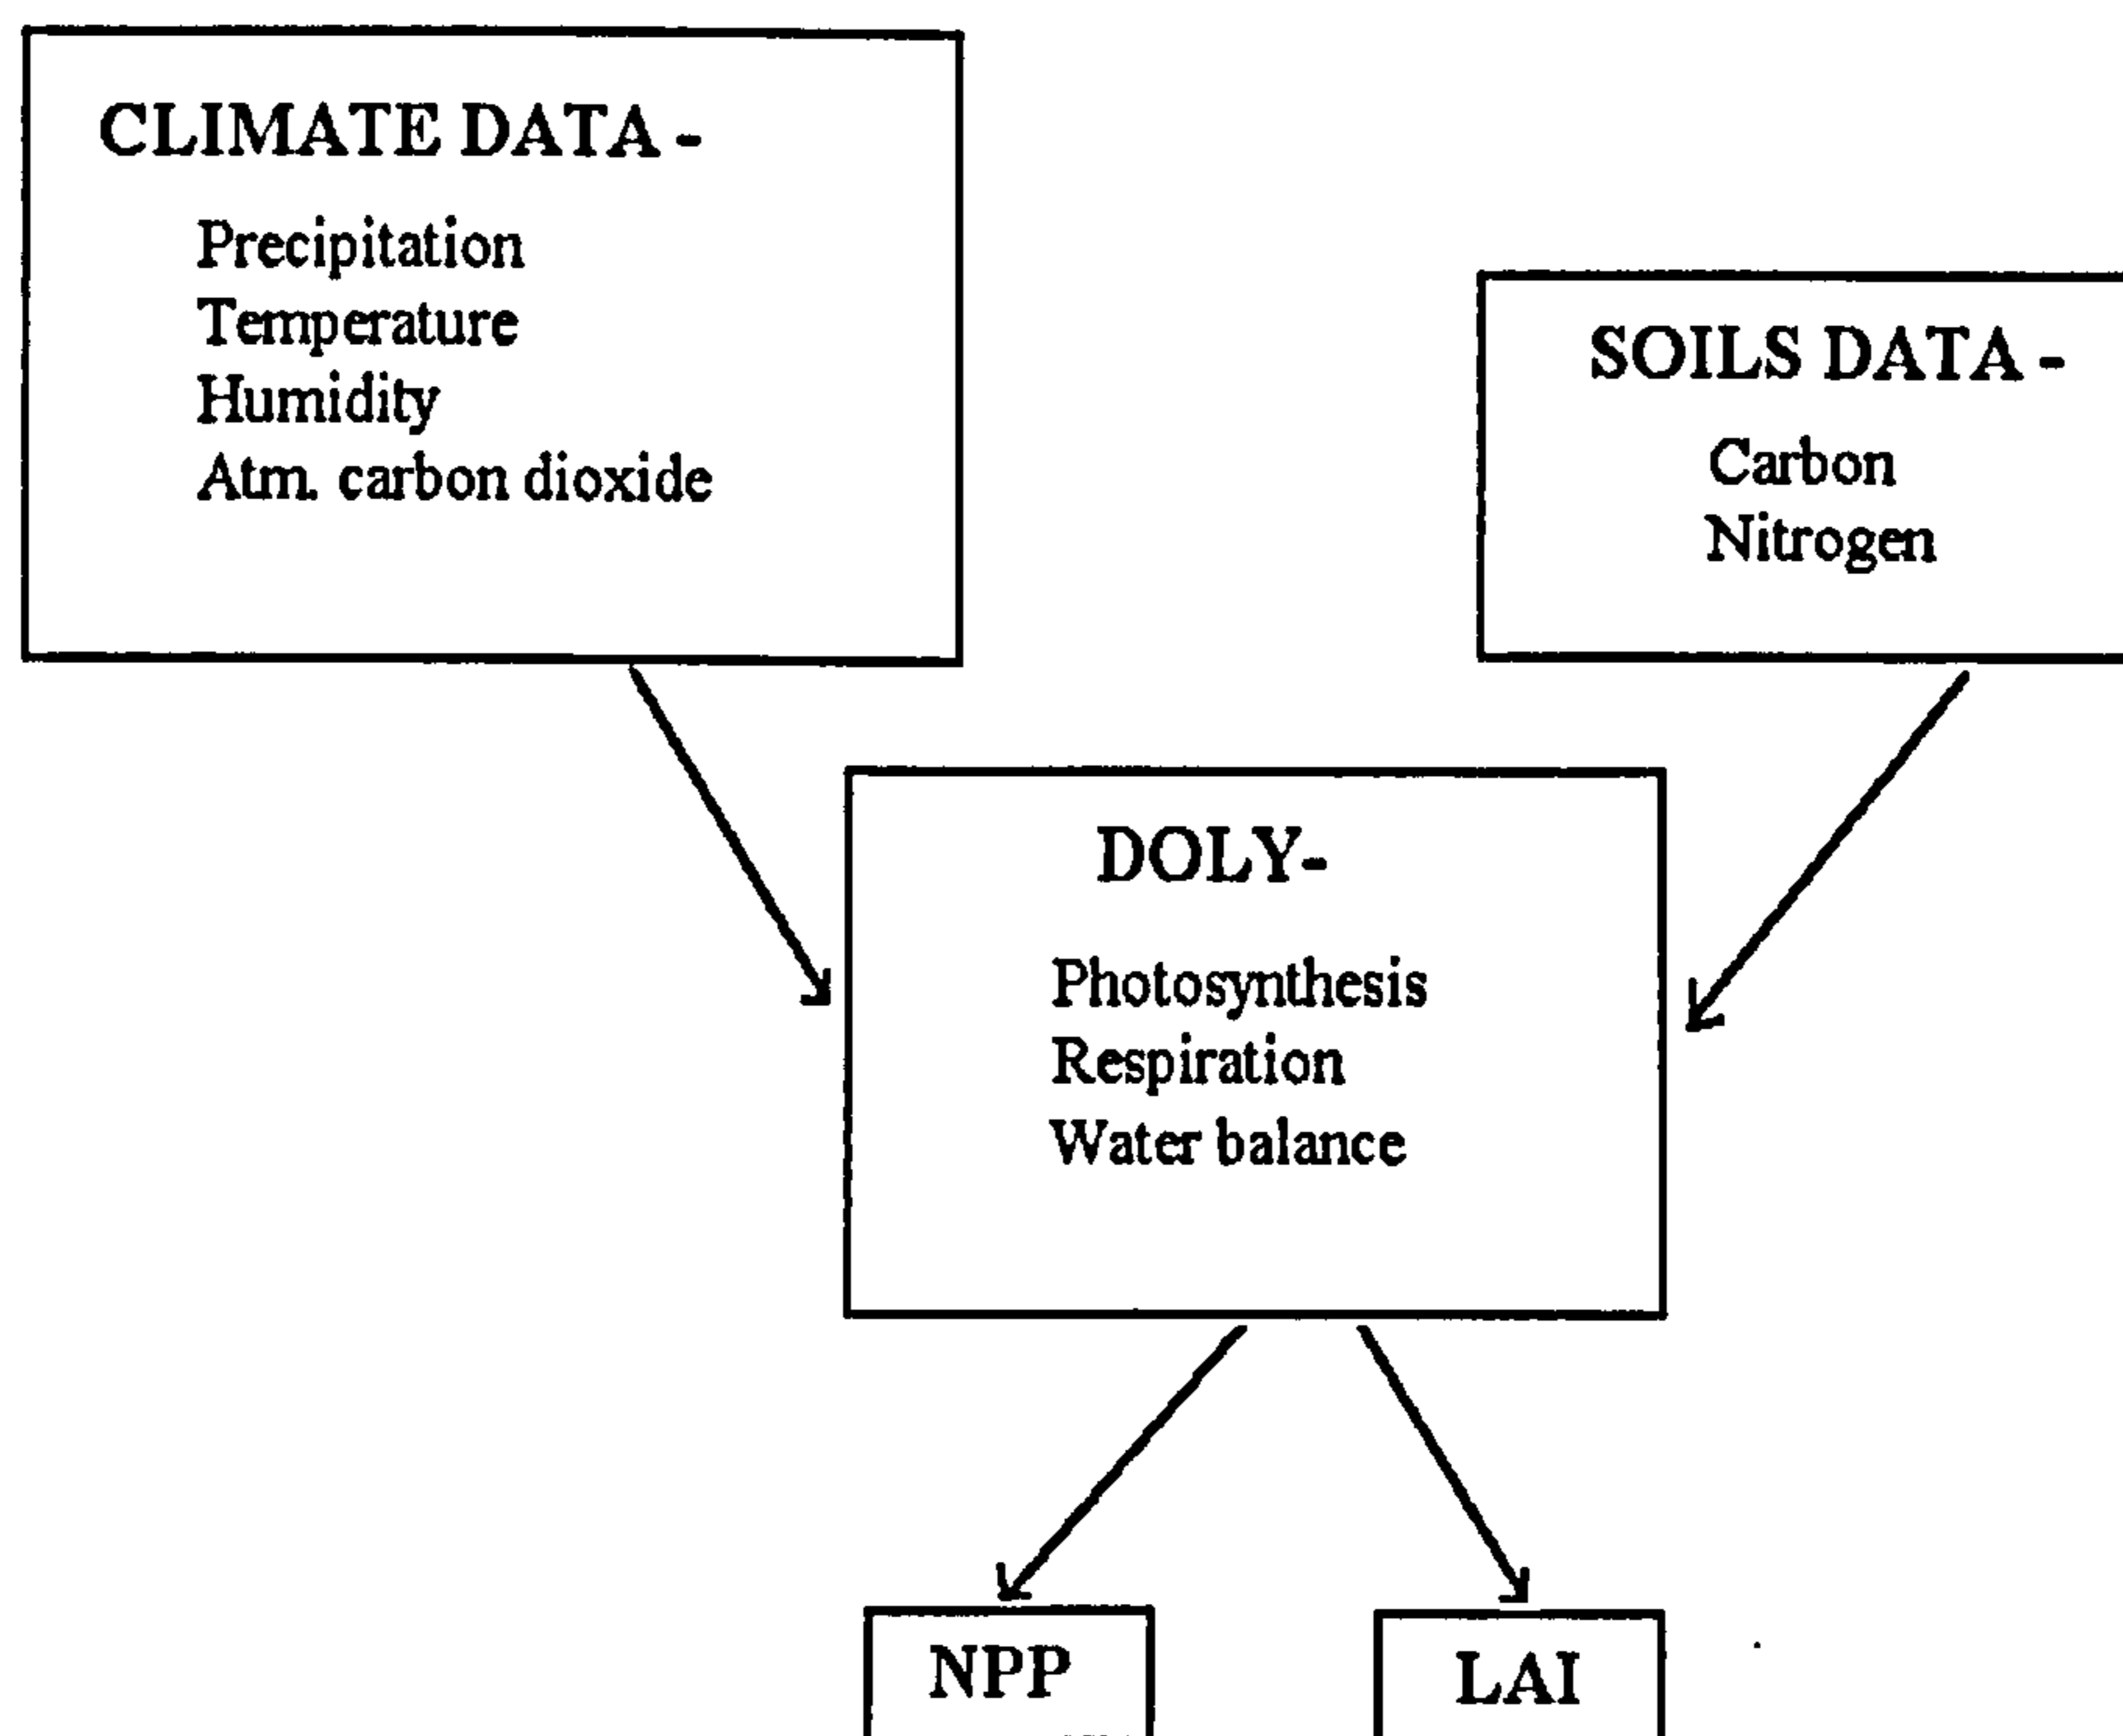 CLIMATE DATA -
Precipitation
Temperature
Humidity
Atm. carbon dioxide
SOILS DATA -
Carbon
Nitrogen
DOLY-
Photosynthesis
Respiration
Water balance
NPP
LAI